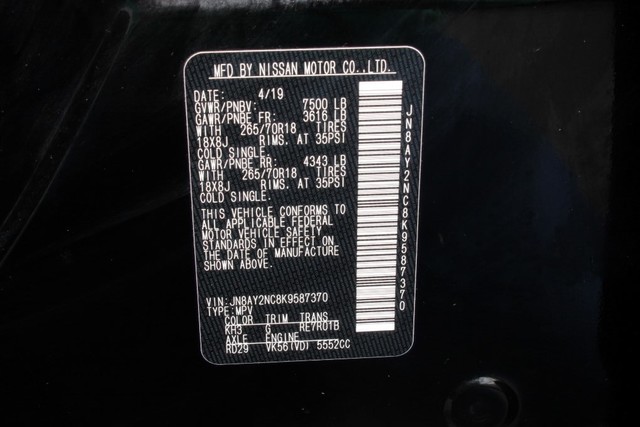 MFD BY NISSAN MOTOR CO.,LTD.
DATE: 4/19
GVWR/PNBV: 7500 LB
GAWR/PNBE FR: 3616 LB
WITH 265/70R18 TIRES
18X8J RIMS. AT 35PSI
COLD SINGLE.
GAWR/PNBE RR: 4343 LB
WITH 265/70R18 TIRES
18X8J RIMS. AT 35PSI
COLD SINGLE.
THIS VEHICLE CONFORMS TO
ALL APPLICABLE FEDERAL
MOTOR VEHICLE SAFETY
STANDARDS IN EFFECT ON
THE DATE OF MANUFACTURE
SHOWN ABOVE.
VIN:JN8AY2NC8K9587370
TYPE:MPV
COLOR TRIM TRANS
KH3 G RE7R01B
AXLE ENGINE
RD29 VK56(VD) 5552CC
JN8AY2NC8K9587370